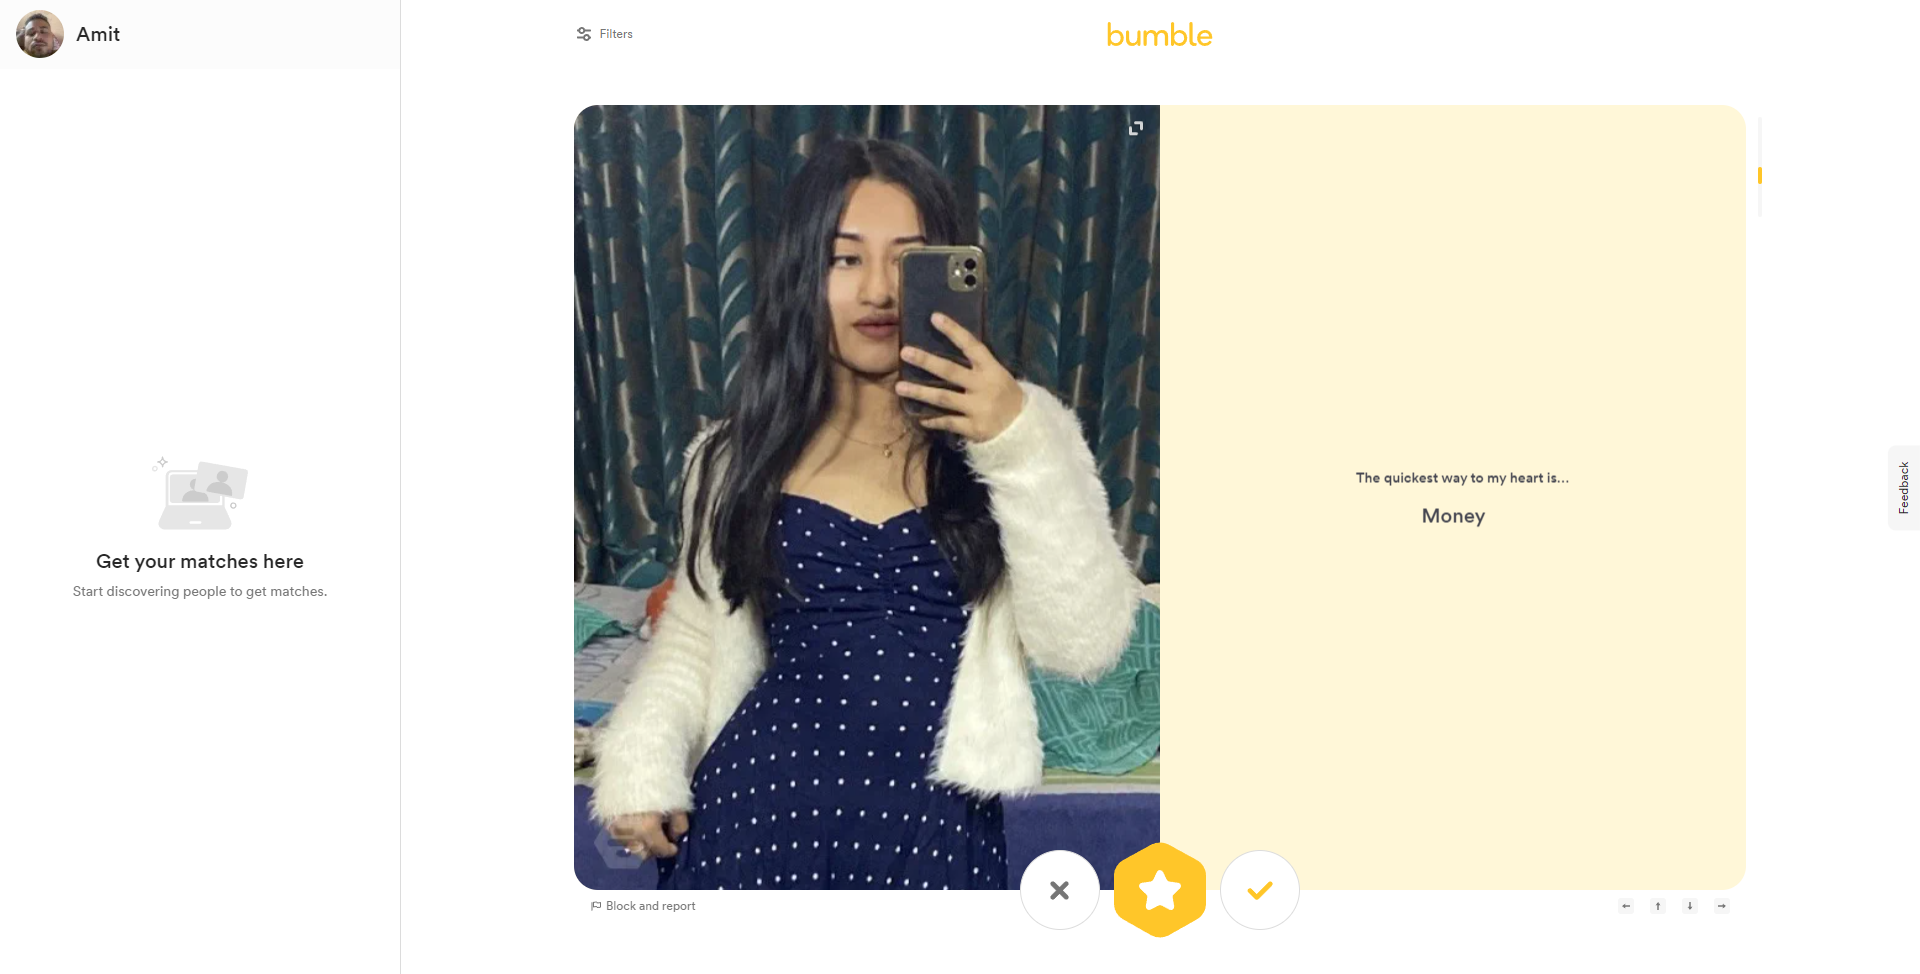 Amit
Filters
bumble
The quickest way to my heart is...
Money
Get your matches here
Start discovering people to get matches.
Feedback
Block and report